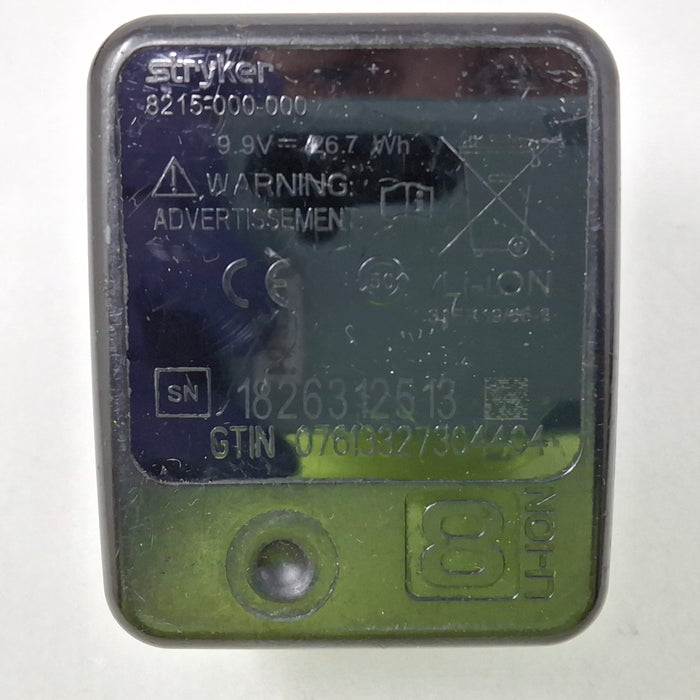 stryker
8215-000-000
9.9V 26.7 Wh
WARNING:
ADVERTISSEMENT
CE
Li-ION
SN 1826312513
GTIN
8
LI-ION